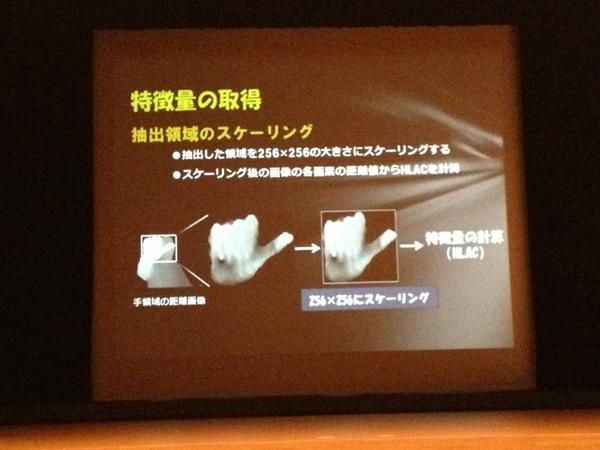 特徴量の取得
抽出領域のスケーリング
●抽出した領域を256×256の大きさにスケーリングする
●スケーリング後の画像の各画素の距離値からHLACを計算
特徴量の計算
(HLAC)
手領域の距離画像
256×256にスケーリング